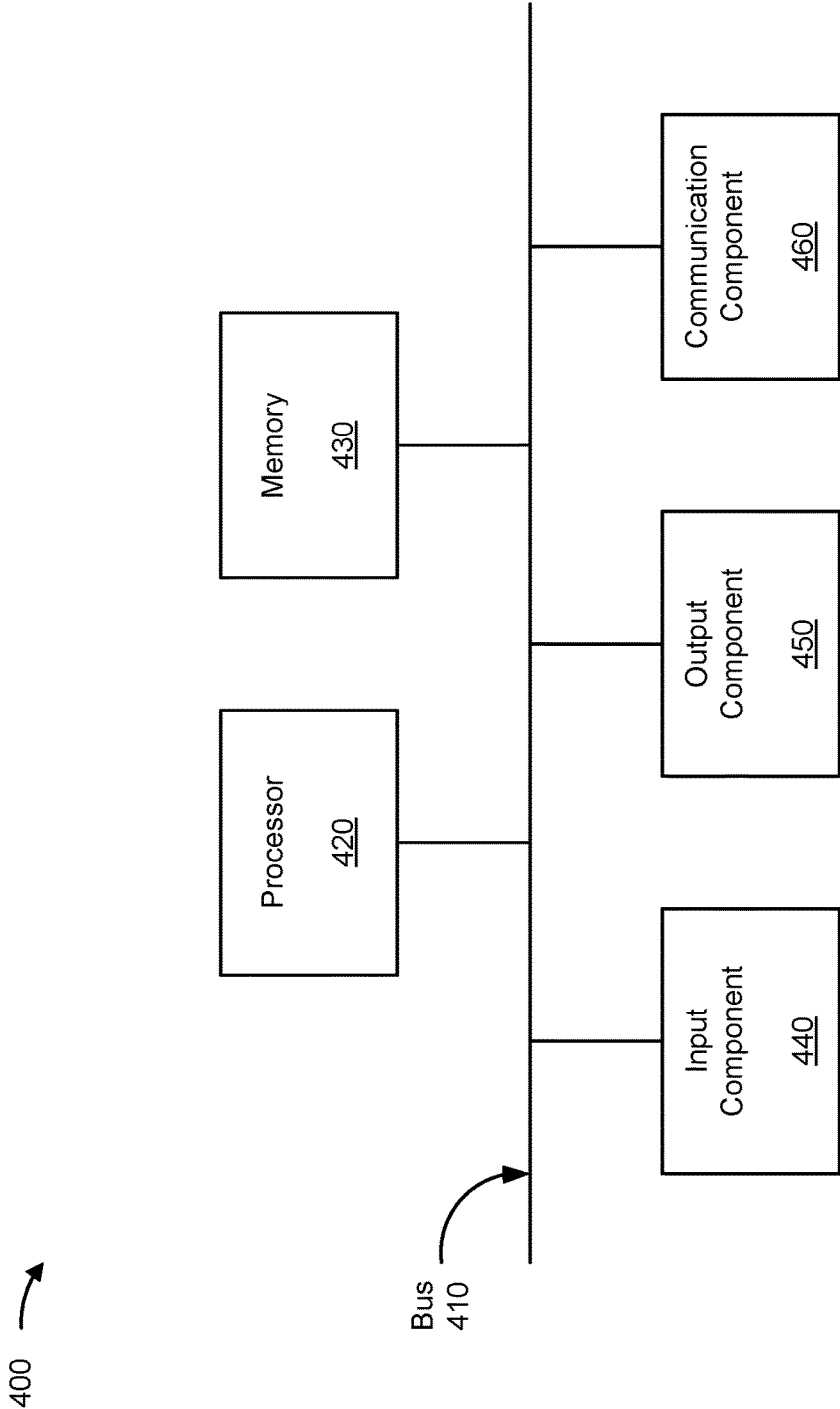 400
Bus
410
Processor
420
Memory
430
Input
Component
440
Output
Component
450
Communication
Component
460